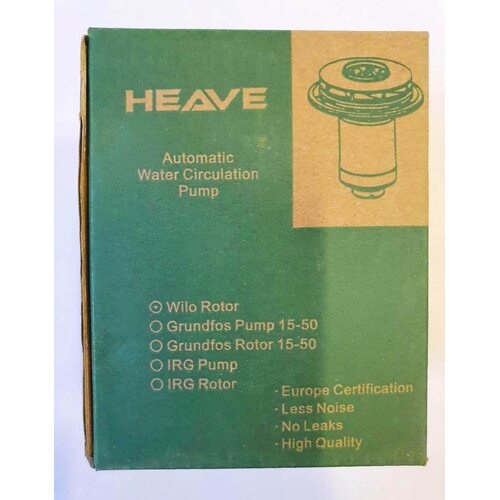 HEAVE
Automatic
Water Circulation
Pump
Wilo Rotor
Grundfos Pump 15-50
Grundfos Rotor 15-50
IRG Pump
IRG Rotor
· Europe Certification
· Less Noise
· No Leaks
· High Quality